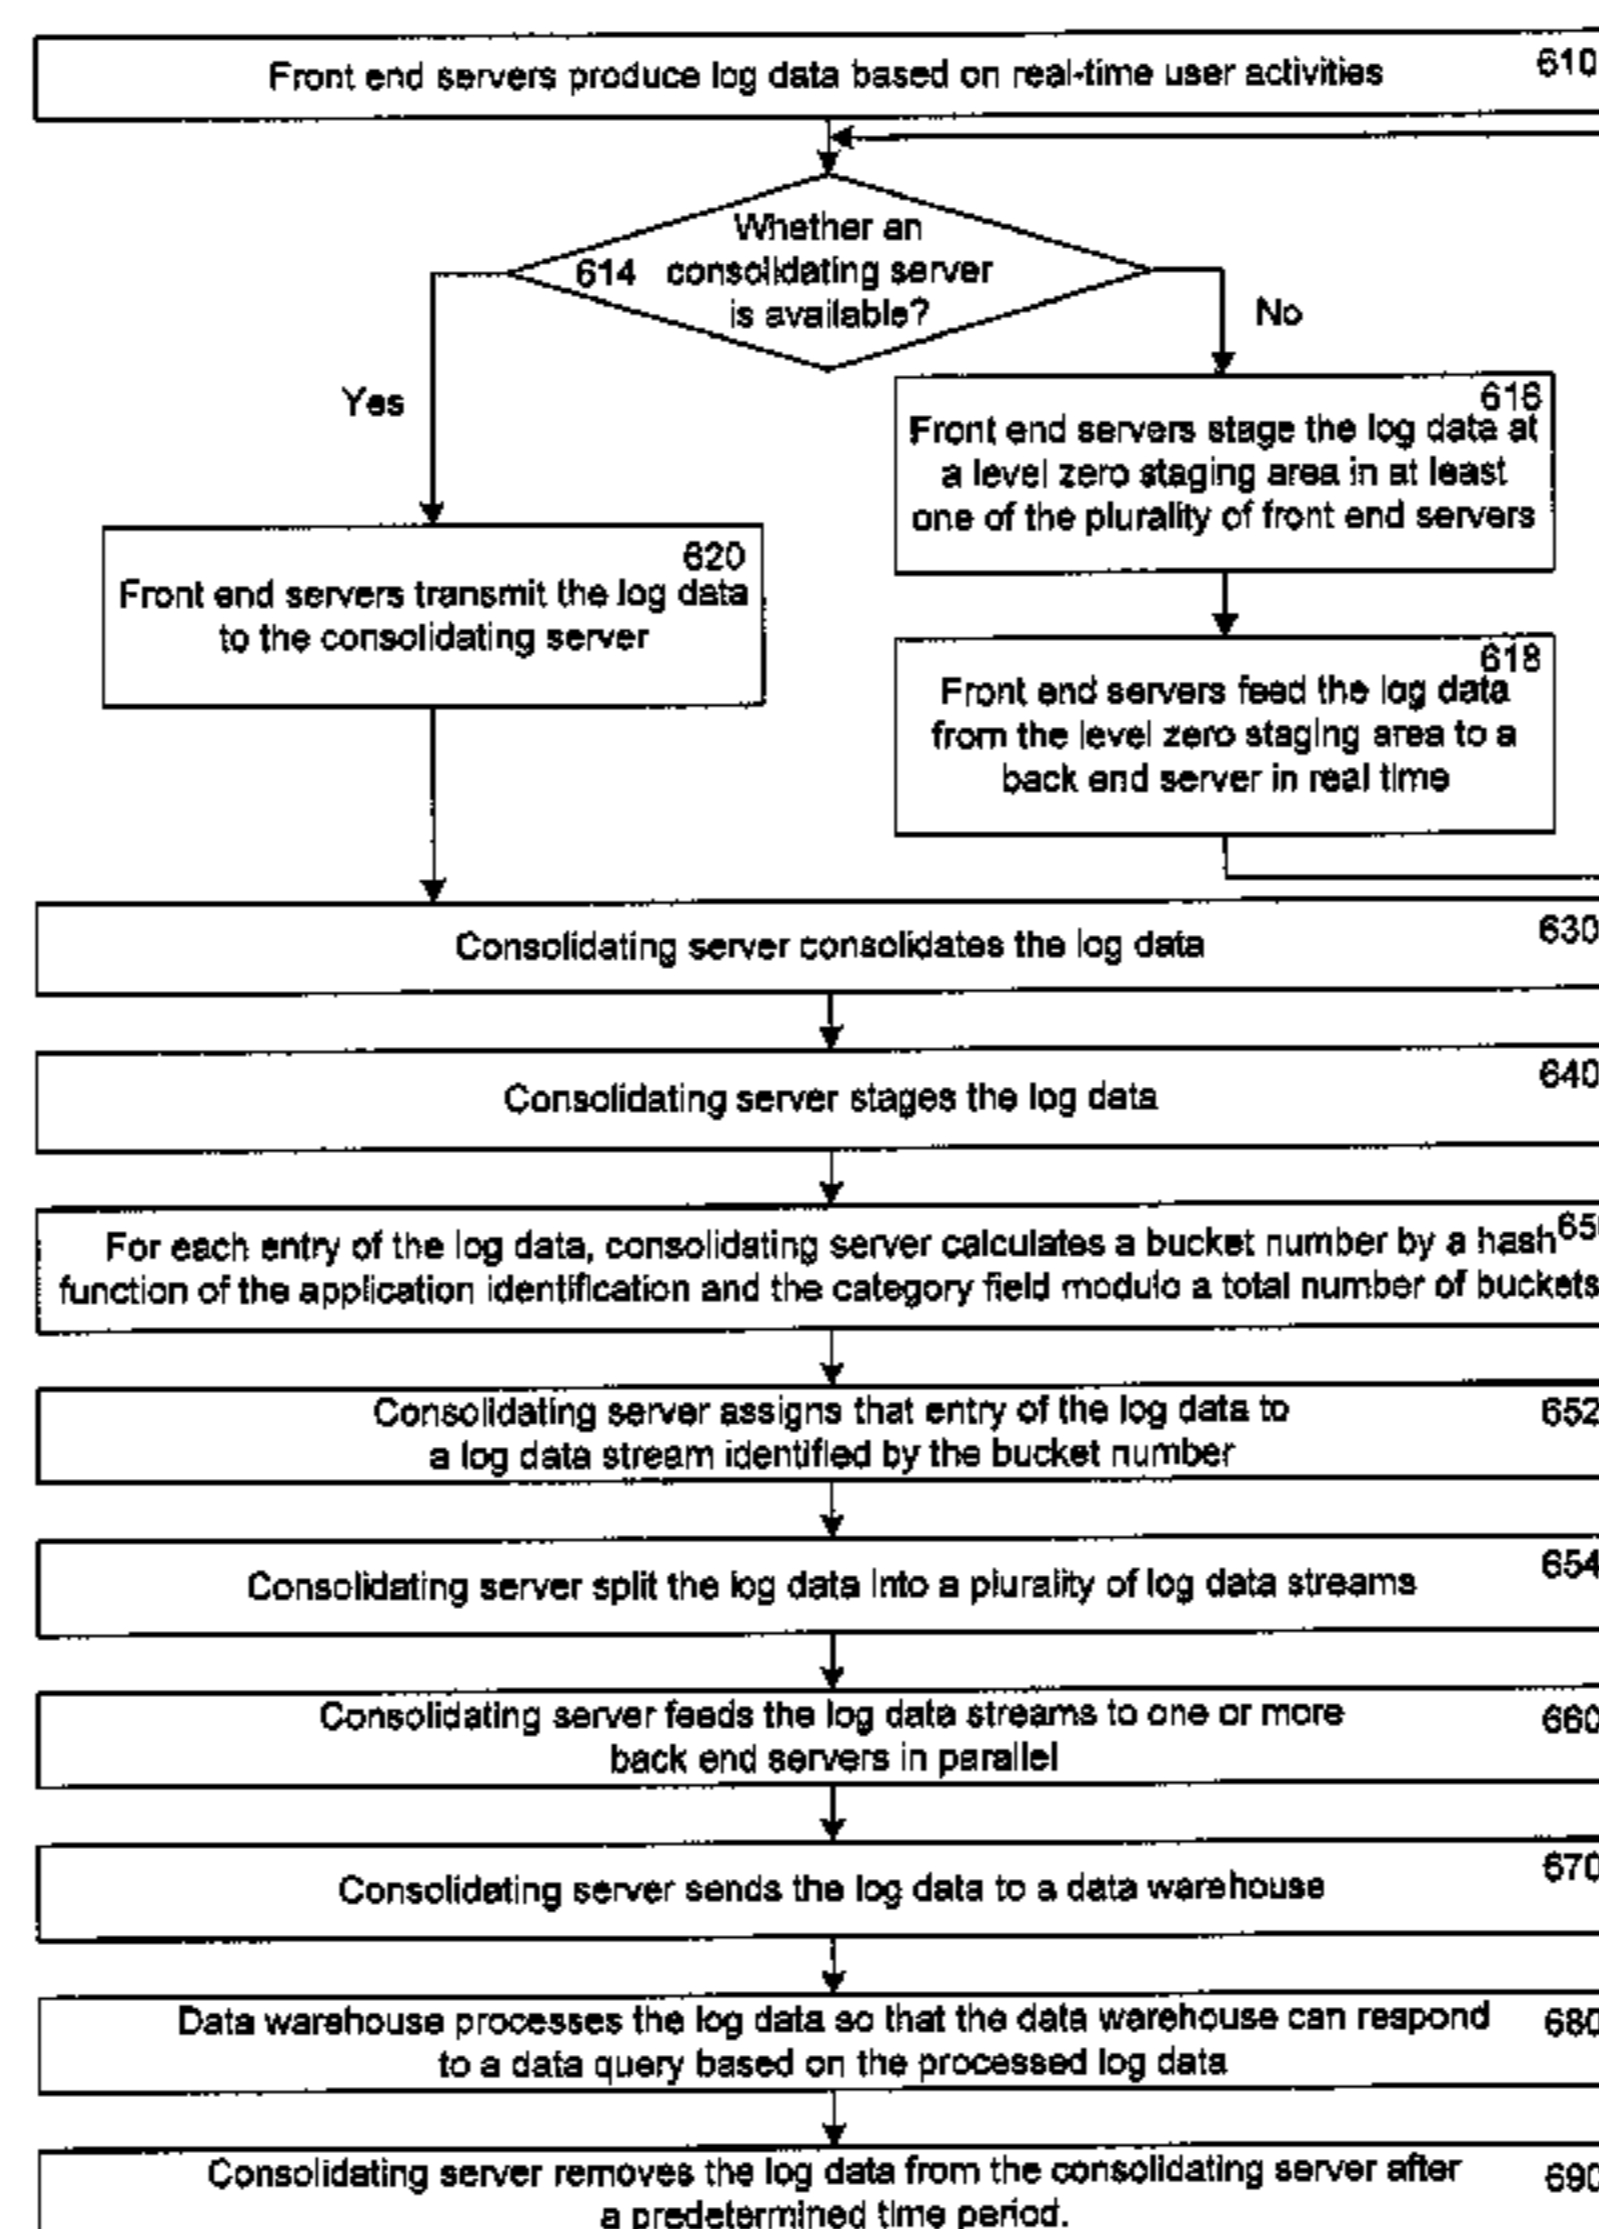 610
Front end servers produce log data based on real-time user activities
Whether an
614 consolidating server
is available?
No
Yes
616
Front end servers stage the log data at
a level zero staging area in at least
one of the plurality of front end servers
620
Front end servers transmit the log data
to the consolidating server
618
Front end servers feed the log data
from the level zero staging area to a
back end server in real time
630
Consolidating server consolidates the log data
640
Consolidating server stages the log data
For each entry of the log data, consolidating server calculates a bucket number by a hash
function of the application identification and the category field modulo a total number of buckets
652
Consolidating server assigns that entry of the log data to
a log data stream identified by the bucket number
654
Consolidating server split the log data into a plurality of log data streams
660
Consolidating server feeds the log data streams to one or more
back end servers in parallel
670
Consolidating server sends the log data to a data warehouse
680
Data warehouse processes the log data so that the data warehouse can respond
to a data query based on the processed log data
690
Consolidating server removes the log data from the consolidating server after
a predetermined time period.